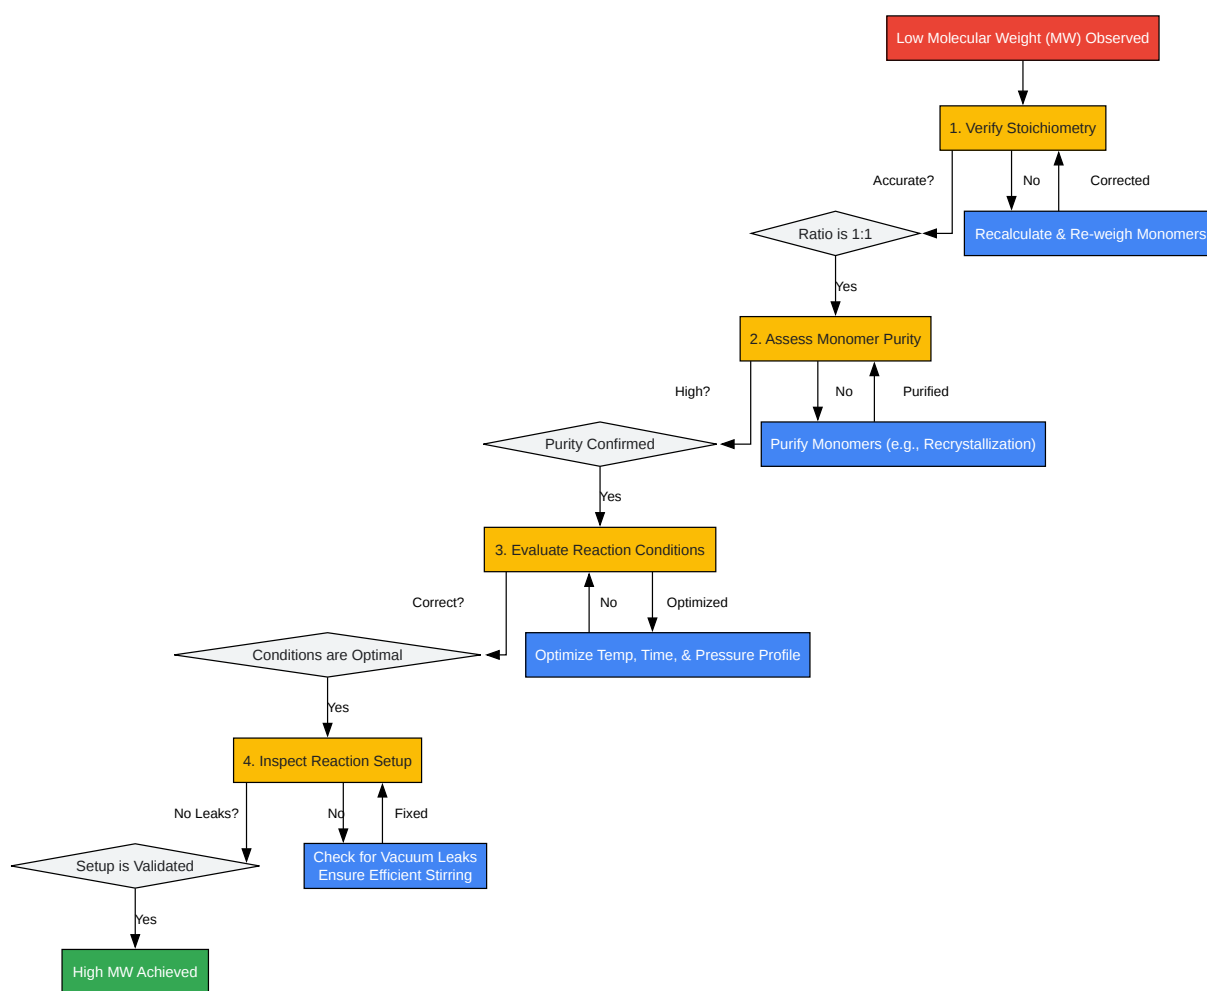 Low Molecular Weight (MW) Observed
1. Verify Stoichiometry
Accurate?
No
Corrected
Ratio is 1:1
Recalculate & Re-weigh Monomers
Yes
2. Assess Monomer Purity
High?
No
Purified
Purity Confirmed
Purify Monomers (e.g., Recrystallization)
Yes
3. Evaluate Reaction Conditions
Correct?
No
Optimized
Conditions are Optimal
Optimize Temp, Time, & Pressure Profile
Yes
4. Inspect Reaction Setup
No Leaks?
No
Fixed
Setup is Validated
Check for Vacuum Leaks
Ensure Efficient Stirring
Yes
High MW Achieved